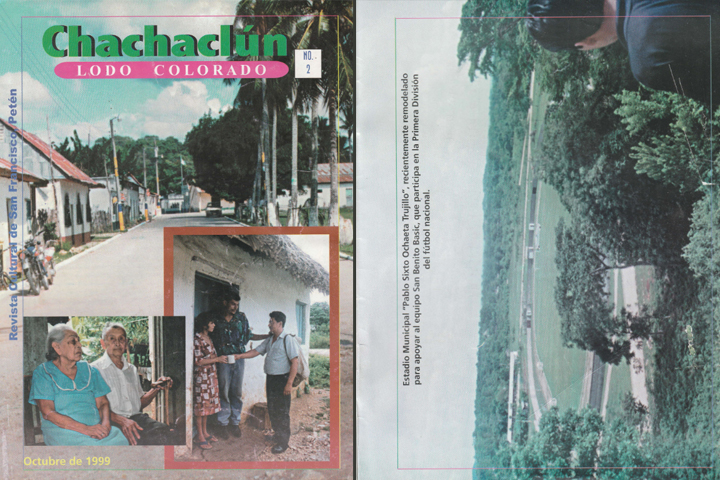 Chachaclún
LODO COLORADO
NO.
2
Revista Cultural de San Francisco, Petén
Octubre de 1999
Estadio Municipal "Pablo Sixto Ochaeta Trujillo", recientemente remodelado
para apoyar al equipo San Benito Basic, que participa en la Primera División
del fútbol nacional.